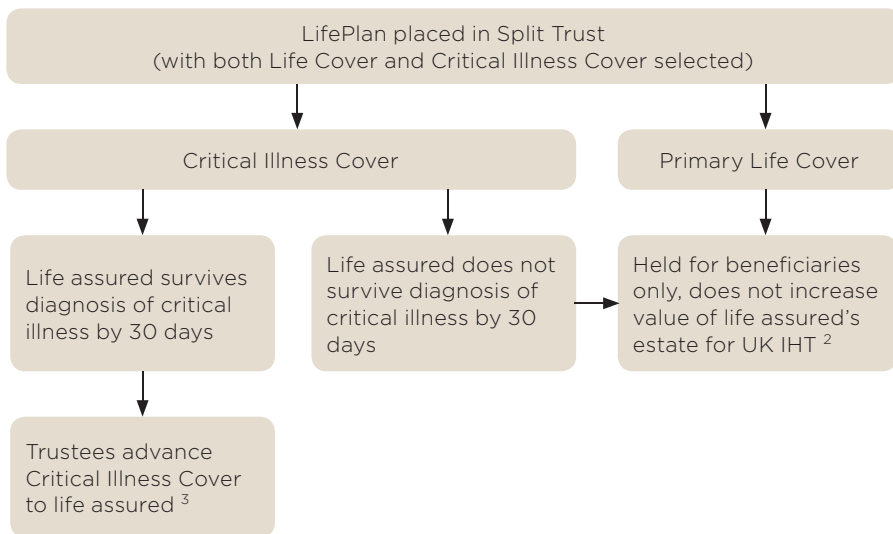 LifePlan placed in Split Trust
(with both Life Cover and Critical Illness Cover selected)
Critical Illness Cover
Primary Life Cover
Life assured survives
diagnosis of critical
illness by 30 days
Life assured does not
survive diagnosis of
critical illness by 30
days
Held for beneficiaries
only, does not increase
value of life assured’s
estate for UK IHT ²
Trustees advance
Critical Illness Cover
to life assured ³